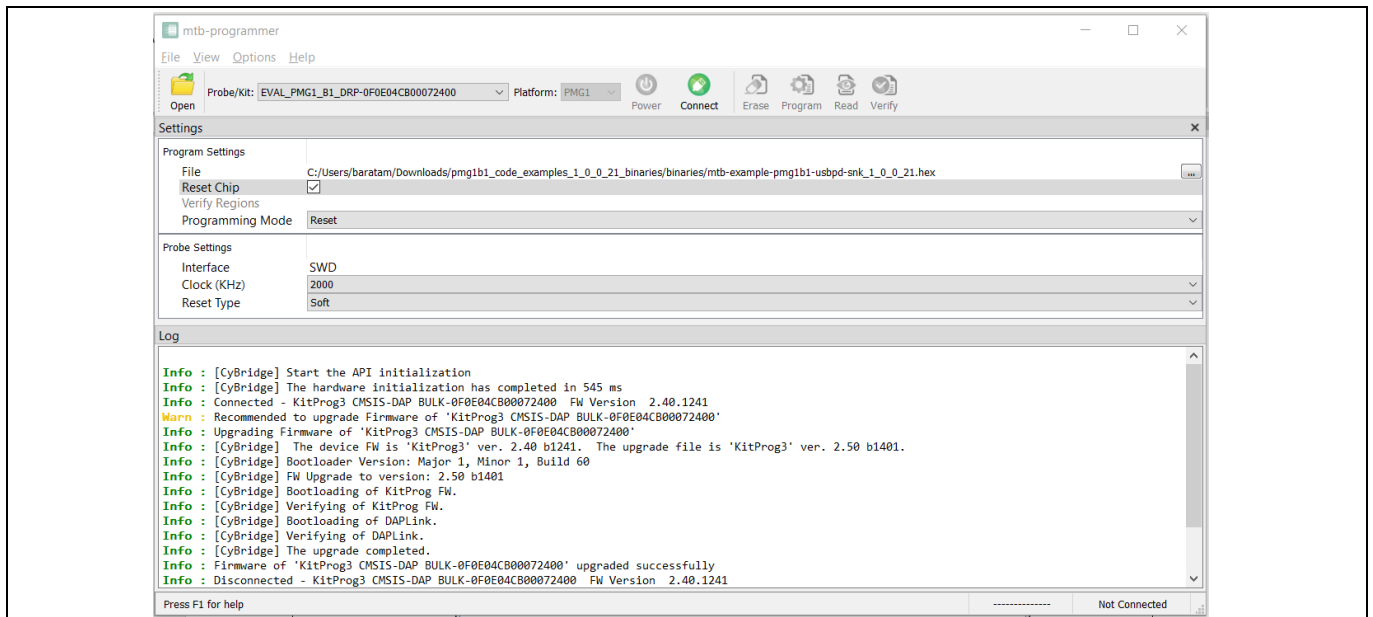 mtb-programmer
File View Options Help
Open Probe/Kit: EVAL_PMG1_B1_DRP-0F0E04CB00072400 Platform: PMG1 Power Connect Erase Program Read Verify
Settings
Program Settings
File C:/Users/baratam/Downloads/pmg1b1_code_examples_1_0_0_21_binaries/binaries/mtb-example-pmg1b1-usbpd-snk_1_0_0_21.hex ...
Reset Chip
Verify Regions
Programming Mode Reset
Probe Settings
Interface SWD
Clock (KHz) 2000
Reset Type Soft
Log
Info : [CyBridge] Start the API initialization
Info : [CyBridge] The hardware initialization has completed in 545 ms
Info : Connected - KitProg3 CMSIS-DAP BULK-0F0E04CB00072400 FW Version 2.40.1241
Warn : Recommended to upgrade Firmware of 'KitProg3 CMSIS-DAP BULK-0F0E04CB00072400'
Info : Upgrading Firmware of 'KitProg3 CMSIS-DAP BULK-0F0E04CB00072400'
Info : [CyBridge] The device FW is 'KitProg3' ver. 2.40 b1241. The upgrade file is 'KitProg3' ver. 2.50 b1401.
Info : [CyBridge] Bootloader Version: Major 1, Minor 1, Build 60
Info : [CyBridge] FW Upgrade to version: 2.50 b1401
Info : [CyBridge] Bootloading of KitProg FW.
Info : [CyBridge] Verifying of KitProg FW.
Info : [CyBridge] Bootloading of DAPLink.
Info : [CyBridge] Verifying of DAPLink.
Info : [CyBridge] The upgrade completed.
Info : Firmware of 'KitProg3 CMSIS-DAP BULK-0F0E04CB00072400' upgraded successfully
Info : Disconnected - KitProg3 CMSIS-DAP BULK-0F0E04CB00072400 FW Version 2.40.1241
Press F1 for help -------------- Not Connected